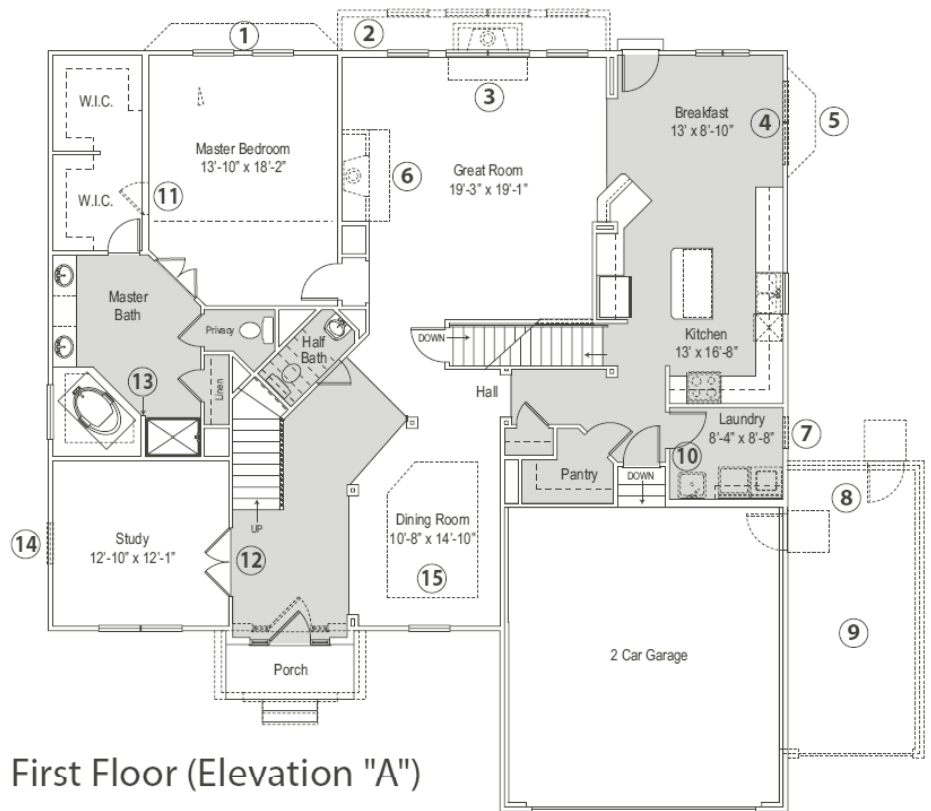 1
2
W.I.C.
3
Breakfast
13' x 8'-10"
4
5
Master Bedroom
13'-10" x 18'-2"
6
Great Room
19'-3" x 19'-1"
W.I.C.
11
Master
Bath
Privacy
Half
Bath
DOWN
Kitchen
13' x 16'-8"
13
Linen
Hall
Laundry
8'-4" x 8'-8"
7
10
Pantry
DOWN
8
14
Study
12'-10" x 12'-1"
UP
12
Dining Room
10'-8" x 14'-10"
15
9
2 Car Garage
Porch
First Floor (Elevation "A")